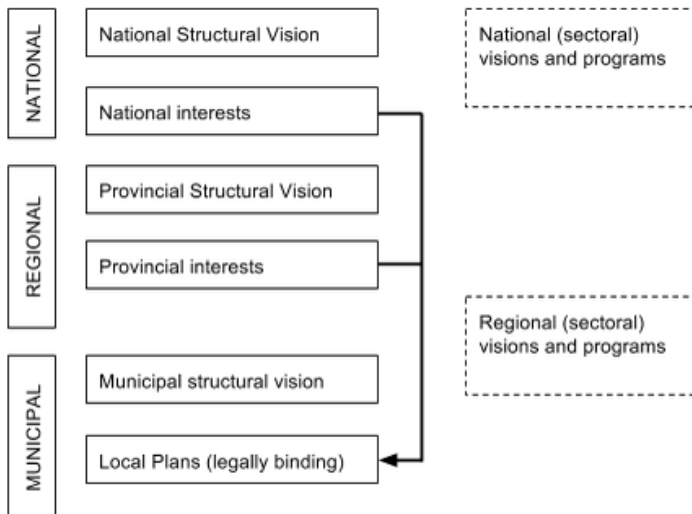 NATIONAL
National Structural Vision
National interests
National (sectoral)
visions and programs
REGIONAL
Provincial Structural Vision
Provincial interests
Regional (sectoral)
visions and programs
MUNICIPAL
Municipal structural vision
Local Plans (legally binding)